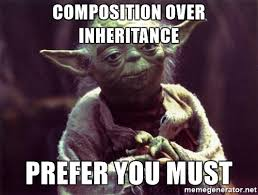 COMPOSITION OVER
INHERITANCE
PREFER YOU MUST
memegenerator.net